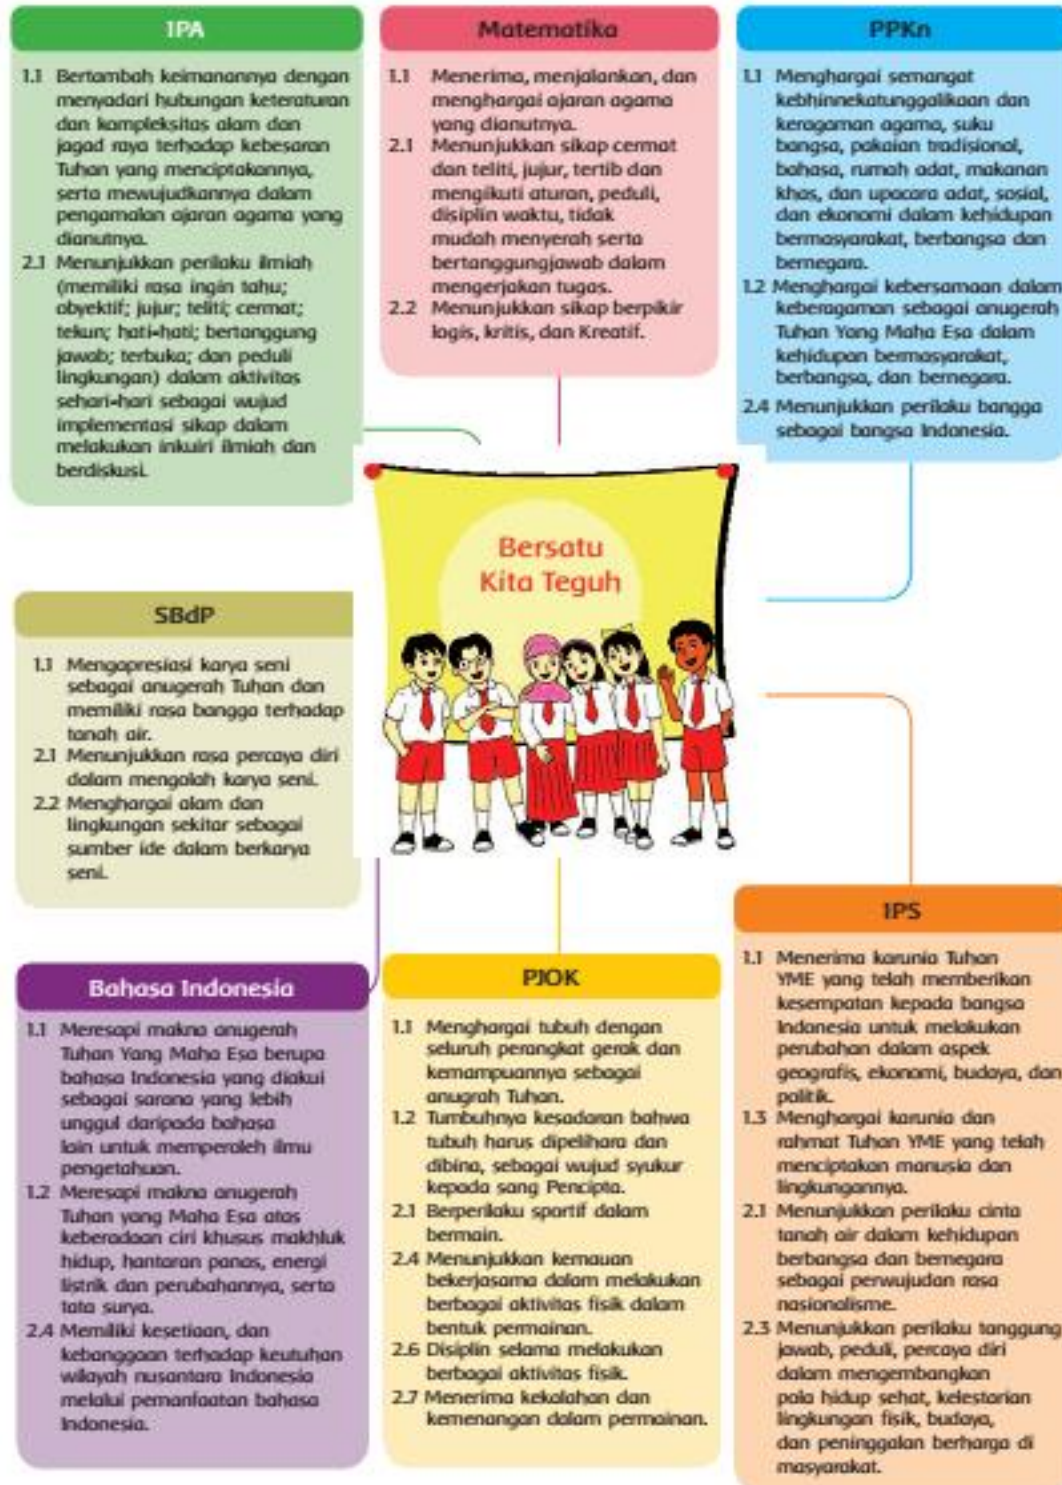 IPA
1.1 Bertambah keimanannya dengan
menyadari hubungan keteraturan
dan kompleksitas alam dan
jagad raya terhadap kebesaran
Tuhan yang menciptakannya,
serta mewujudkannya dalam
pengamalan ajaran agama yang
dianutnya.
2.1 Menunjukkan perilaku ilmiah
(memiliki rasa ingin tahu;
obyektif; jujur; teliti; cermat;
tekun; hati-hati; bertanggung
jawab; terbuka; dan peduli
lingkungan) dalam aktivitas
sehari-hari sebagai wujud
implementasi sikap dalam
melakukan inkuiri ilmiah dan
berdiskusi.
Matematika
1.1 Menerima, menjalankan, dan
menghargai ajaran agama
yang dianutnya.
2.1 Menunjukkan sikap cermat
dan teliti, jujur, tertib dan
mengikuti aturan, peduli,
disiplin waktu, tidak
mudah menyerah serta
bertanggungjawab dalam
mengerjakan tugas.
2.2 Menunjukkan sikap berpikir
logis, kritis, dan Kreatif.
PPKn
1.1 Menghargai semangat
kebhinnekatunggalikaan dan
keragaman agama, suku
bangsa, pakaian tradisional,
bahasa, rumah adat, makanan
khas, dan upacara adat, sosial,
dan ekonomi dalam kehidupan
bermasyarakat, berbangsa dan
bernegara.
1.2 Menghargai kebersamaan dalam
keberagaman sebagai anugerah
Tuhan Yang Maha Esa dalam
kehidupan bermasyarakat,
berbangsa, dan bernegara.
2.4 Menunjukkan perilaku bangga
sebagai bangsa Indonesia.
Bersatu
Kita Teguh
SBdP
1.1 Mengapresiasi karya seni
sebagai anugerah Tuhan dan
memiliki rasa bangga terhadap
tanah air.
2.1 Menunjukkan rasa percaya diri
dalam mengolah karya seni.
2.2 Menghargai alam dan
lingkungan sekitar sebagai
sumber ide dalam berkarya
seni.
Bahasa Indonesia
1.1 Meresapi makna anugerah
Tuhan Yang Maha Esa berupa
bahasa Indonesia yang diakui
sebagai sarana yang lebih
unggul daripada bahasa
lain untuk memperoleh ilmu
pengetahuan.
1.2 Meresapi makna anugerah
Tuhan yang Maha Esa atas
keberadaan ciri khusus makhluk
hidup, hantaran panas, energi
listrik dan perubahannya, serta
tata surya.
2.4 Memiliki kesetiaan, dan
kebanggaan terhadap keutuhan
wilayah nusantara Indonesia
melalui pemanfaatan bahasa
Indonesia.
PJOK
1.1 Menghargai tubuh dengan
seluruh perangkat gerak dan
kemampuannya sebagai
anugrah Tuhan.
1.2 Tumbuhnya kesadaran bahwa
tubuh harus dipelihara dan
dibina, sebagai wujud syukur
kepada sang Pencipta.
2.1 Berperilaku sportif dalam
bermain.
2.4 Menunjukkan kemauan
bekerjasama dalam melakukan
berbagai aktivitas fisik dalam
bentuk permainan.
2.6 Disiplin selama melakukan
berbagai aktivitas fisik.
2.7 Menerima kekalahan dan
kemenangan dalam permainan.
IPS
1.1 Menerima karunia Tuhan
YME yang telah memberikan
kesempatan kepada bangsa
Indonesia untuk melakukan
perubahan dalam aspek
geografis, ekonomi, budaya, dan
politik.
1.3 Menghargai karunia dan
rahmat Tuhan YME yang telah
menciptakan manusia dan
lingkungannya.
2.1 Menunjukkan perilaku cinta
tanah air dalam kehidupan
berbangsa dan bernegara
sebagai perwujudan rasa
nasionalisme.
2.3 Menunjukkan perilaku tanggung
jawab, peduli, percaya diri
dalam mengembangkan
pola hidup sehat, kelestarian
lingkungan fisik, budaya,
dan peninggalan berharga di
masyarakat.